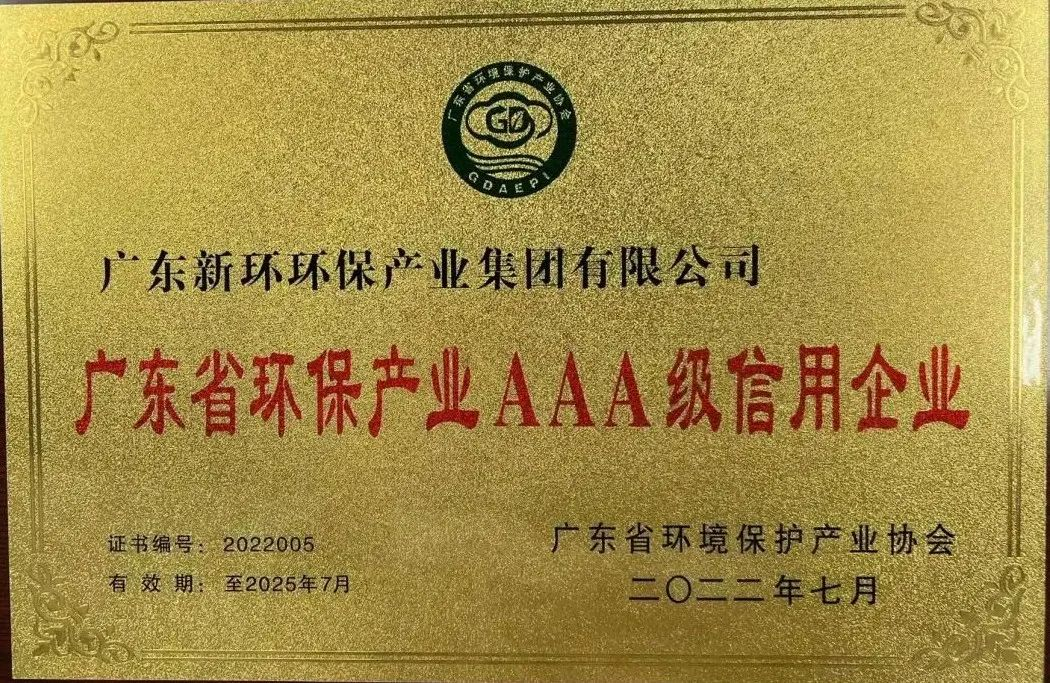 广东省环境保护产业协会
GD
GDAEPI
广东新环环保产业集团有限公司
广东省环保产业AAA级信用企业
证书编号：2022005
有效期：至2025年7月
广东省环境保护产业协会
二〇二二年七月